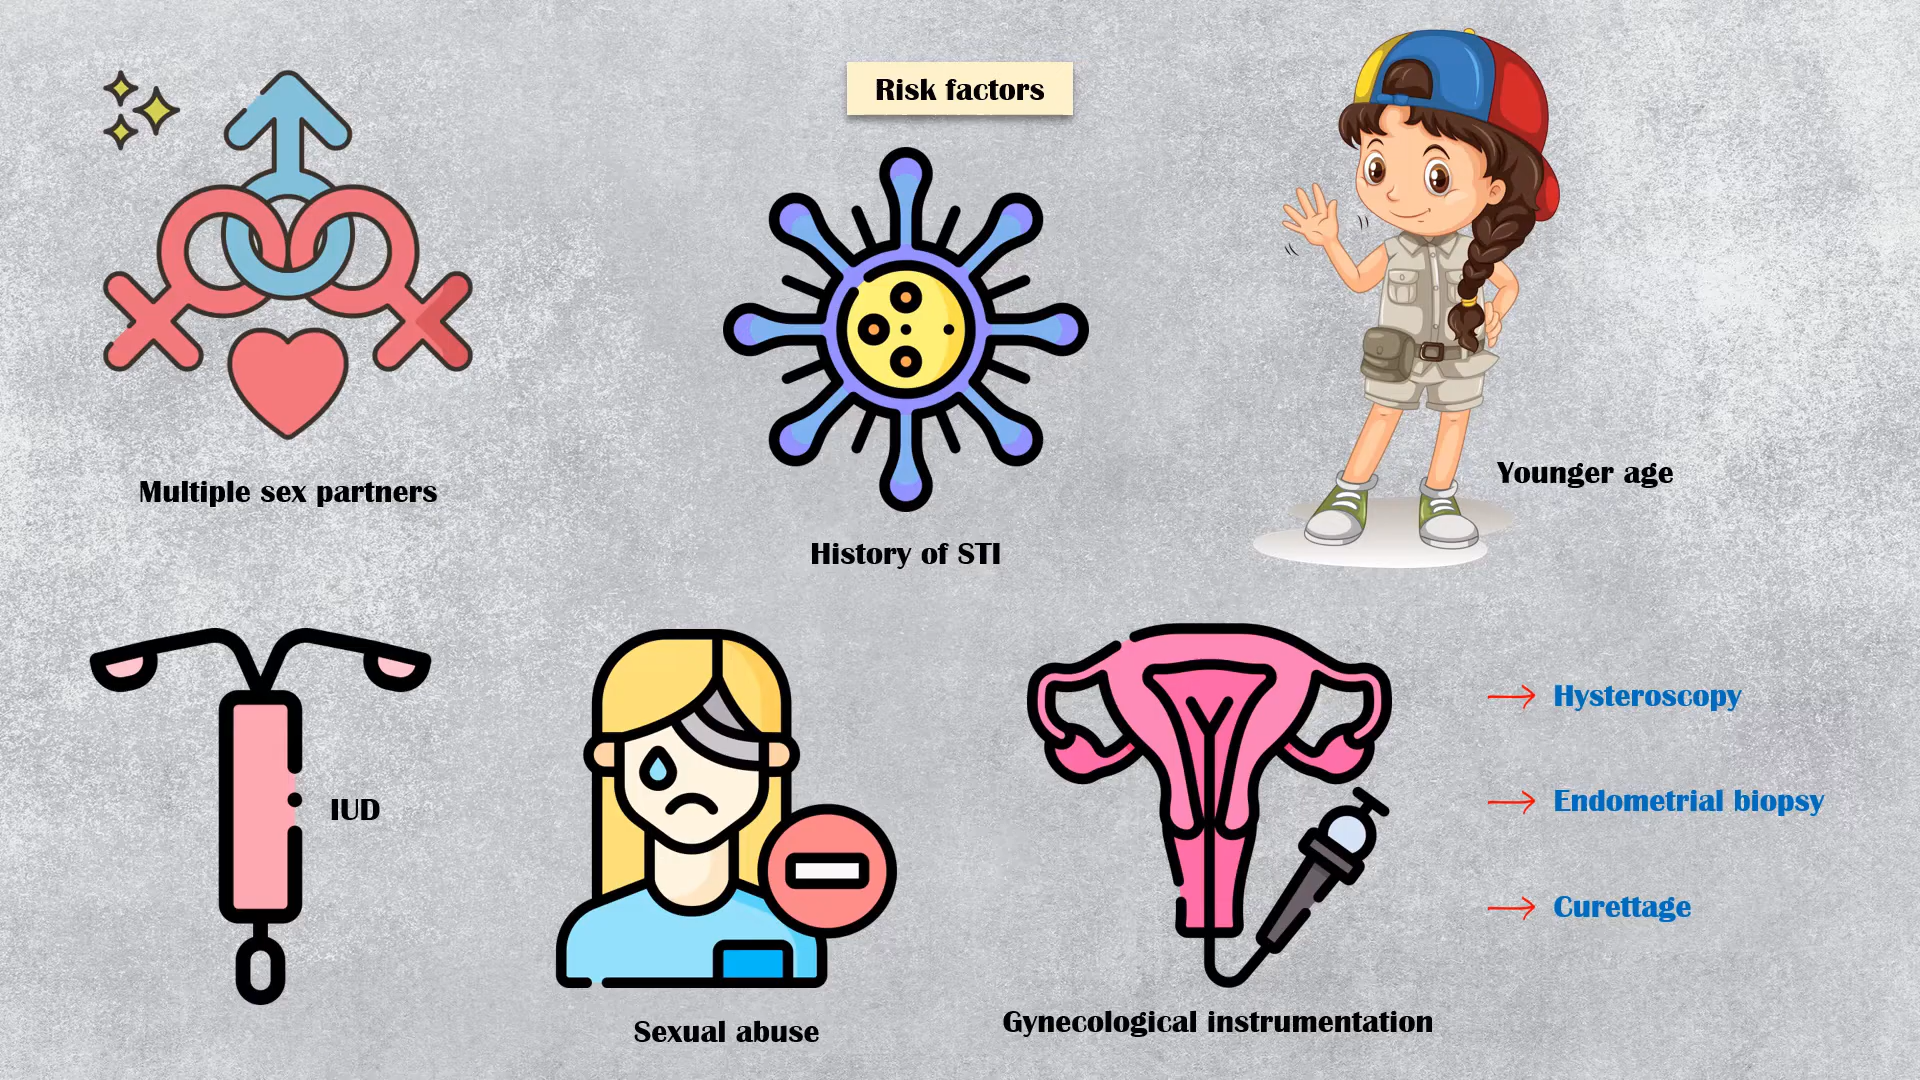 Risk factors
Multiple sex partners
History of STI
Younger age
IUD
Sexual abuse
Gynecological instrumentation
Hysteroscopy
Endometrial biopsy
Curettage